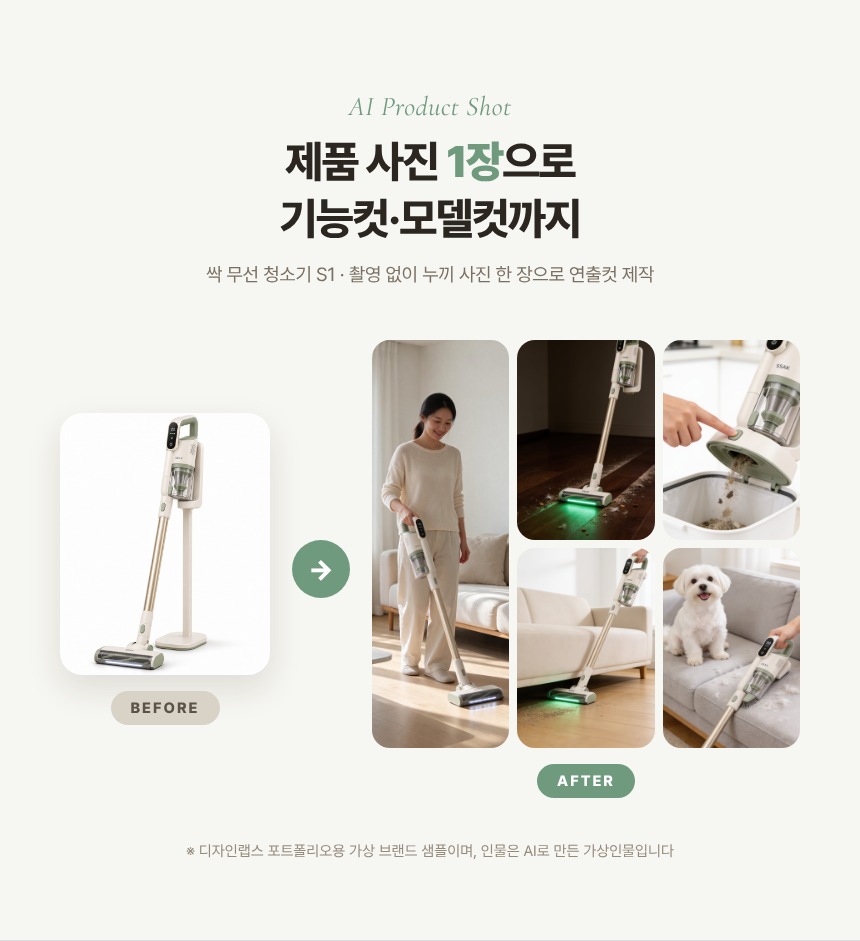 AI Product Shot
제품 사진 1장으로
기능컷·모델컷까지
싹 무선 청소기 S1 · 촬영 없이 누끼 사진 한 장으로 연출컷 제작
SSAK
BEFORE
AFTER
※ 디자인랩스 포트폴리오용 가상 브랜드 샘플이며, 인물은 AI로 만든 가상인물입니다